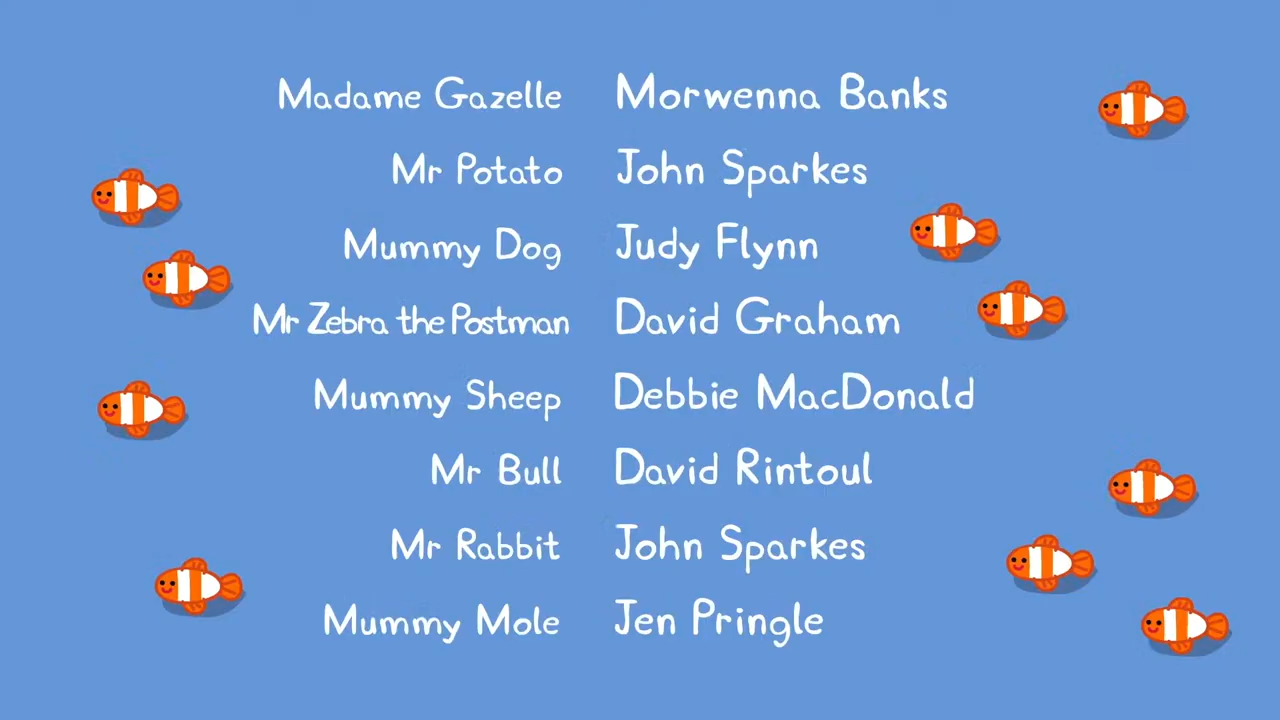 Madame Gazelle Morwenna Banks
Mr Potato John Sparkes
Mummy Dog Judy Flynn
Mr Zebra the Postman David Graham
Mummy Sheep Debbie MacDonald
Mr Bull David Rintoul
Mr Rabbit John Sparkes
Mummy Mole Jen Pringle